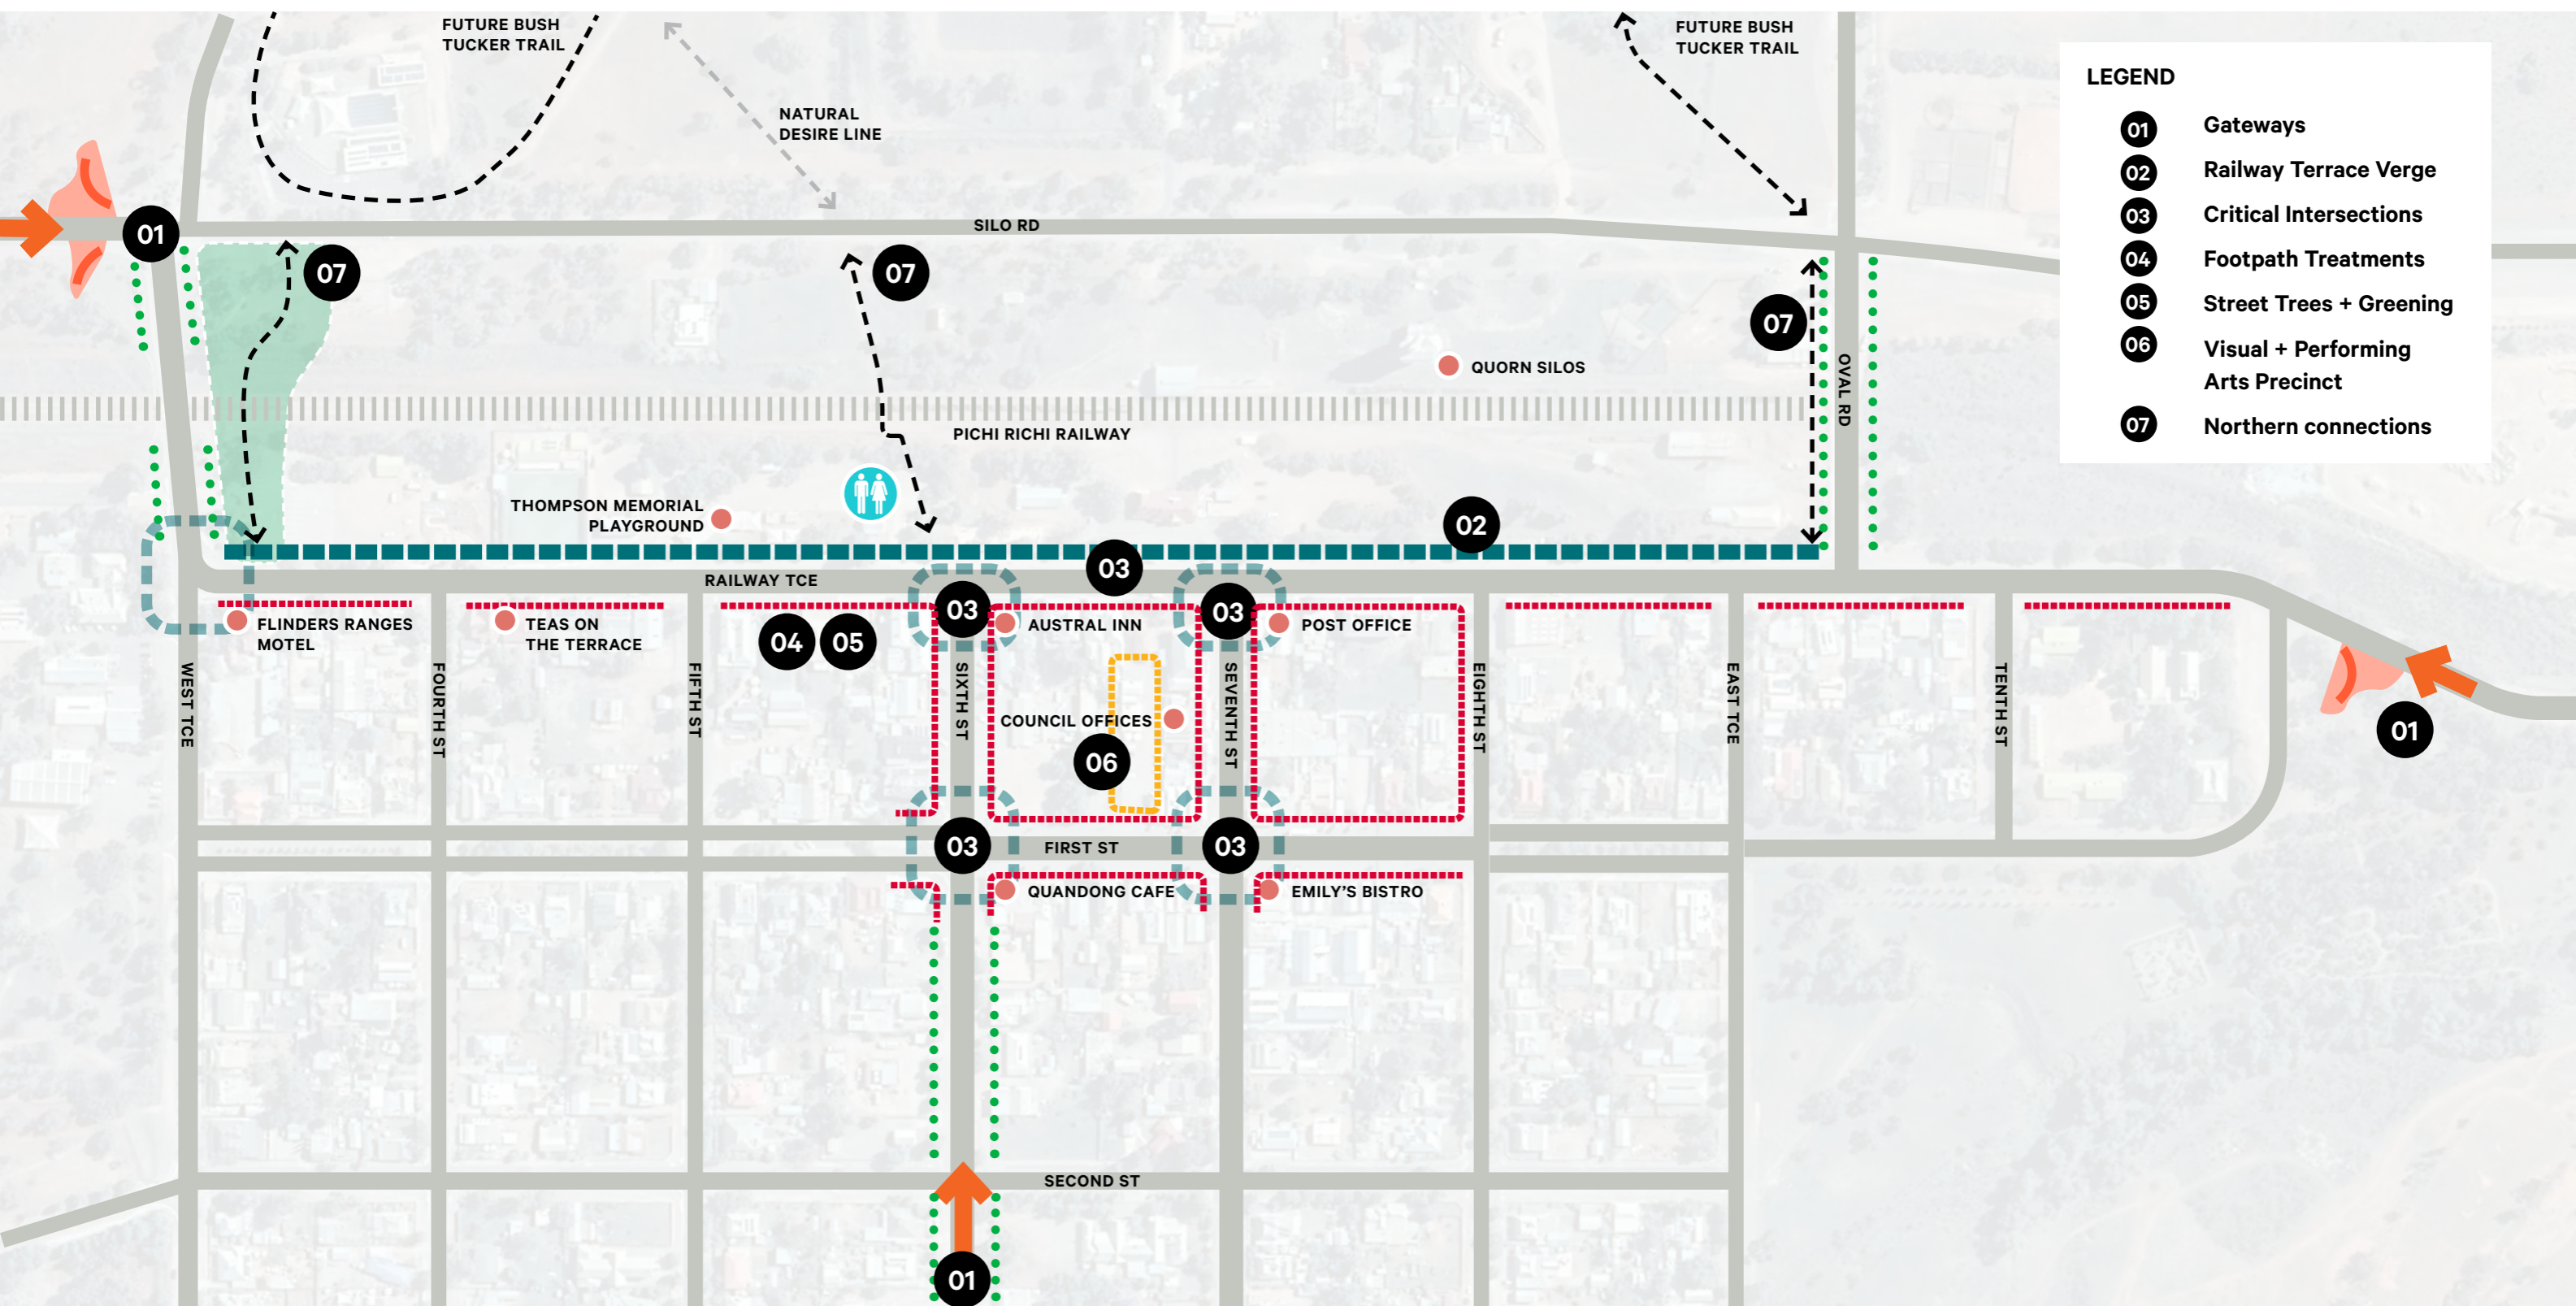 FUTURE BUSH
TUCKER TRAIL
FUTURE BUSH
TUCKER TRAIL
NATURAL
DESIRE LINE
LEGEND
01 Gateways
02 Railway Terrace Verge
03 Critical Intersections
04 Footpath Treatments
05 Street Trees + Greening
06 Visual + Performing
Arts Precinct
07 Northern connections
01
SILO RD
07
07
07
OVAL RD
QUORN SILOS
PICHI RICHI RAILWAY
THOMPSON MEMORIAL
PLAYGROUND
02
03
RAILWAY TCE
03
03
FLINDERS RANGES
MOTEL
TEAS ON
THE TERRACE
04
05
AUSTRAL INN
POST OFFICE
WEST TCE
FOURTH ST
FIFTH ST
SIXTH ST
SEVENTH ST
EIGHTH ST
EAST TCE
TENTH ST
COUNCIL OFFICES
06
01
03
FIRST ST
03
QUANDONG CAFE
EMILY'S BISTRO
SECOND ST
01